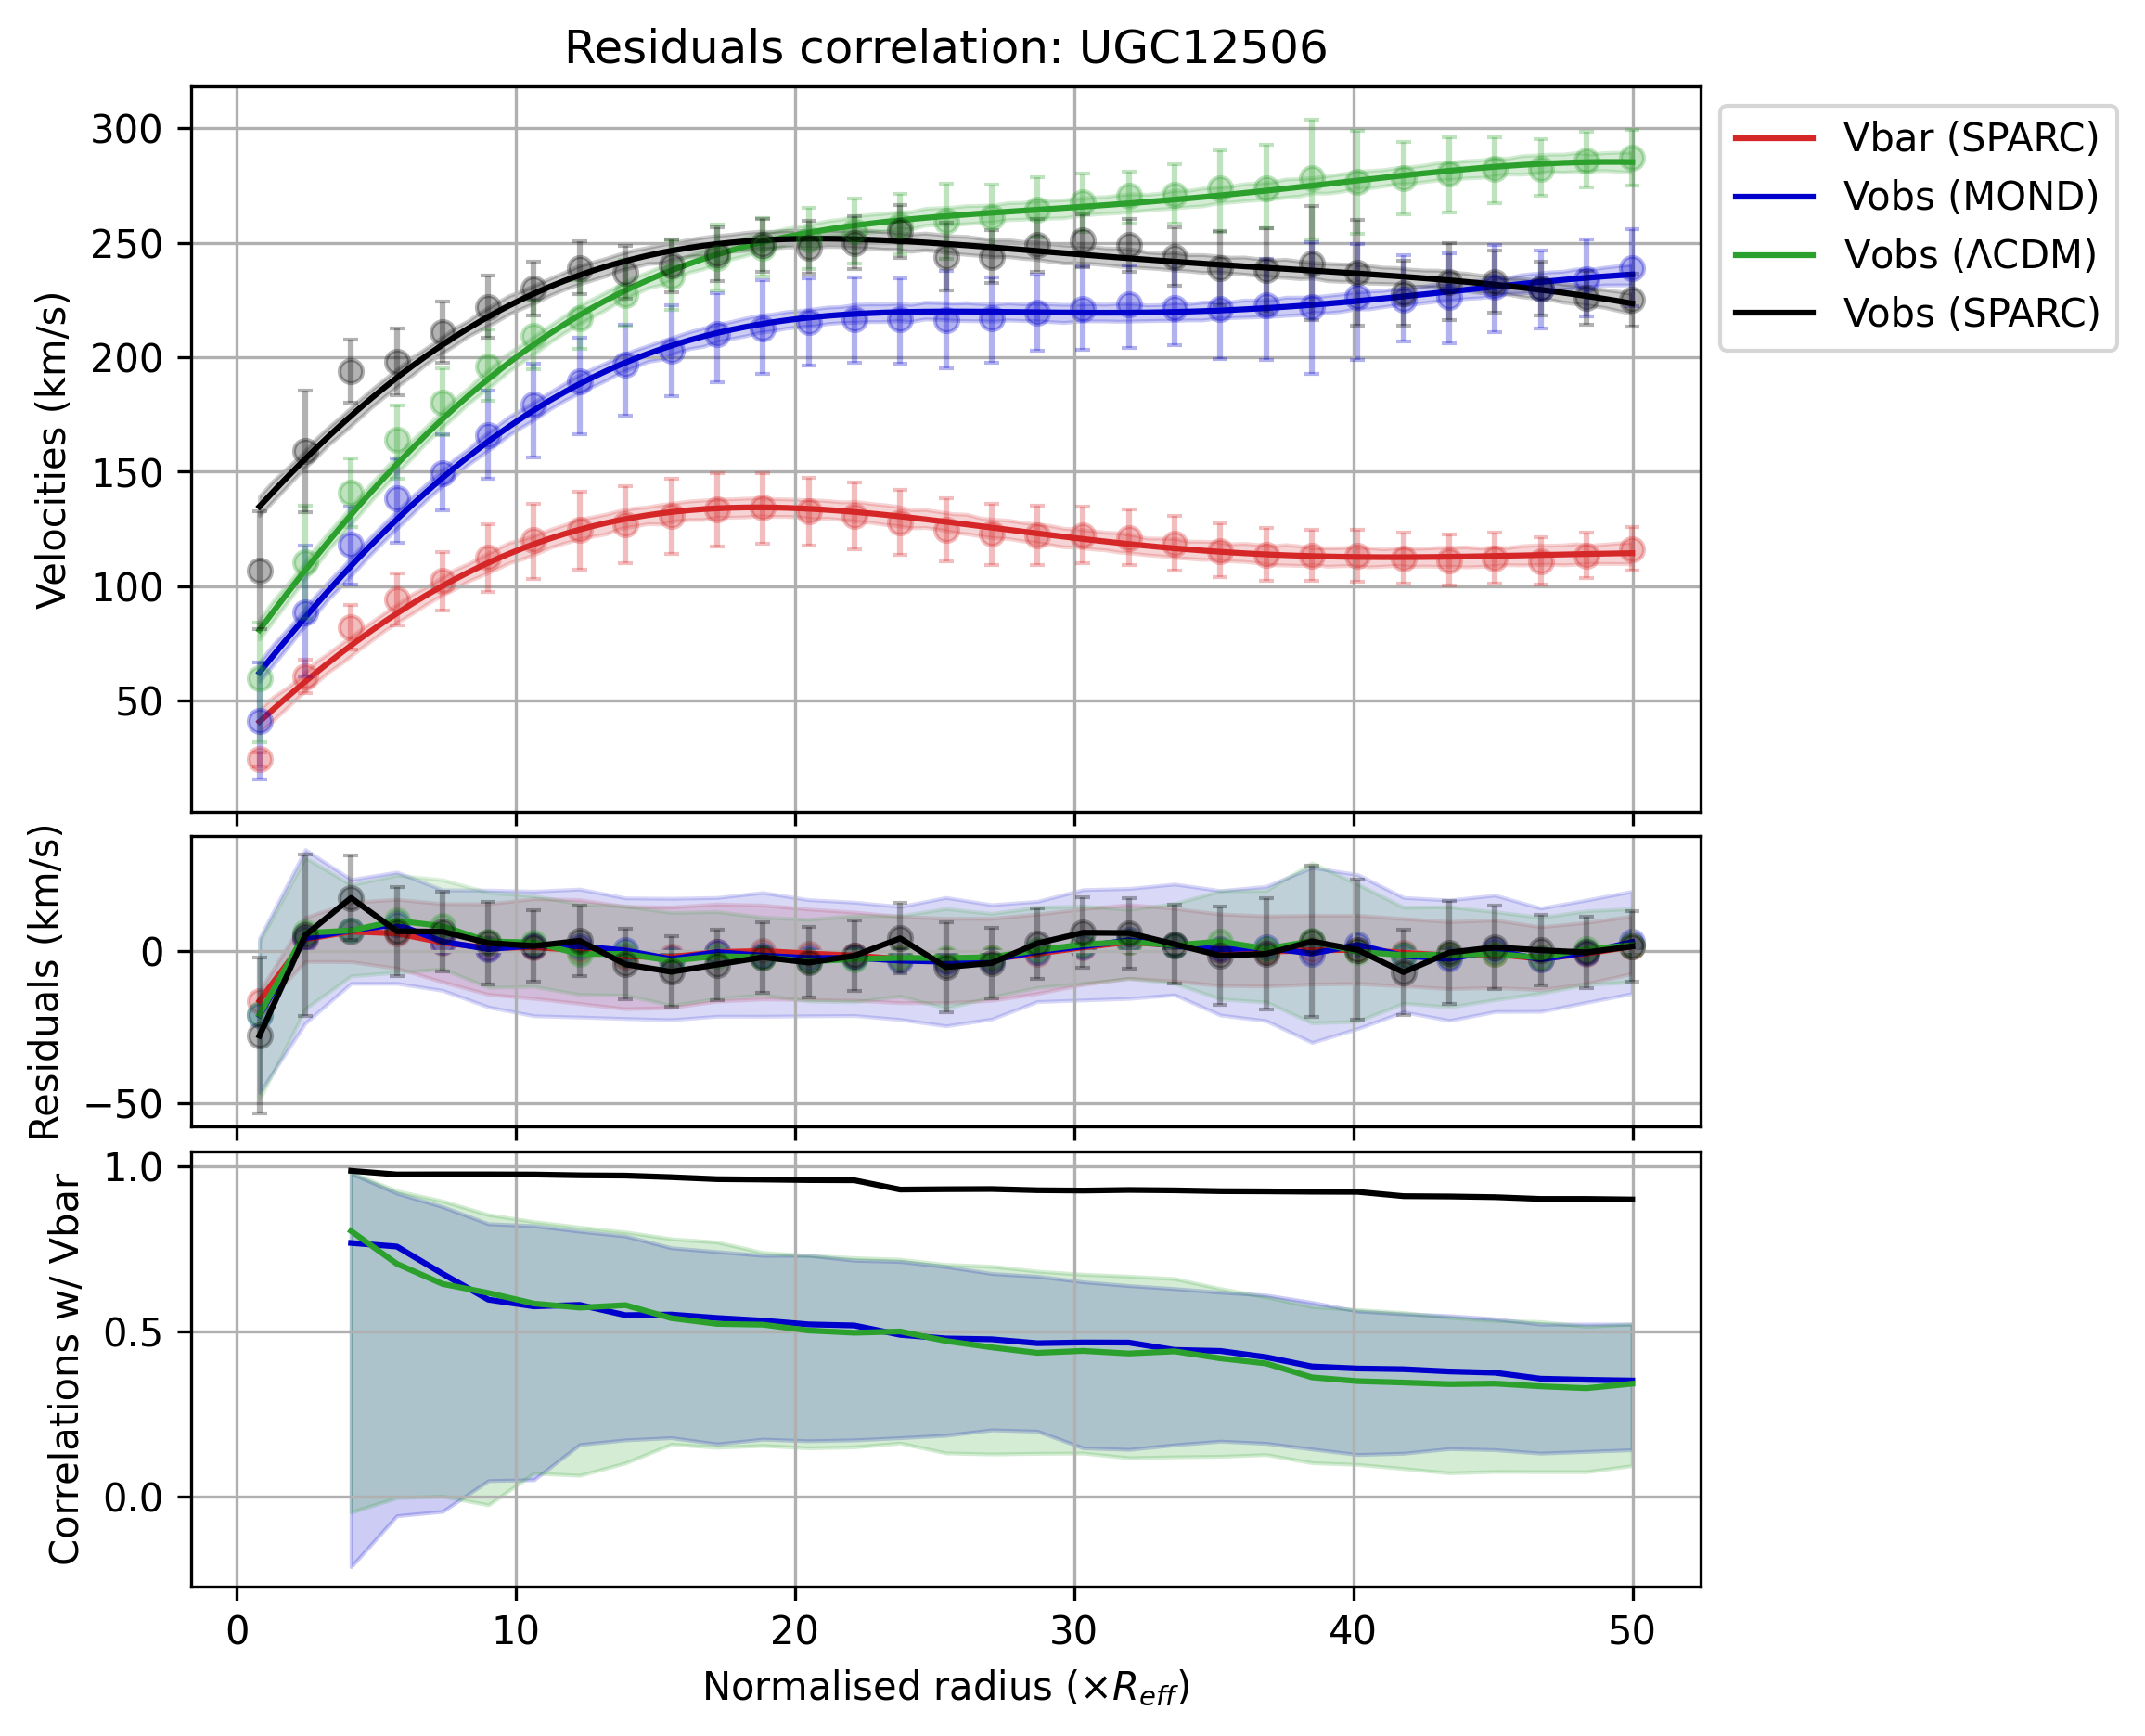 Residuals correlation: UGC12506
Velocities (km/s)
300
250
200
150
100
50
Vbar (SPARC)
Vobs (MOND)
Vobs (ΛCDM)
Vobs (SPARC)
Residuals (km/s)
0
−50
Correlations w/ Vbar
1.0
0.5
0.0
0 10 20 30 40 50
Normalised radius (×R_eff)